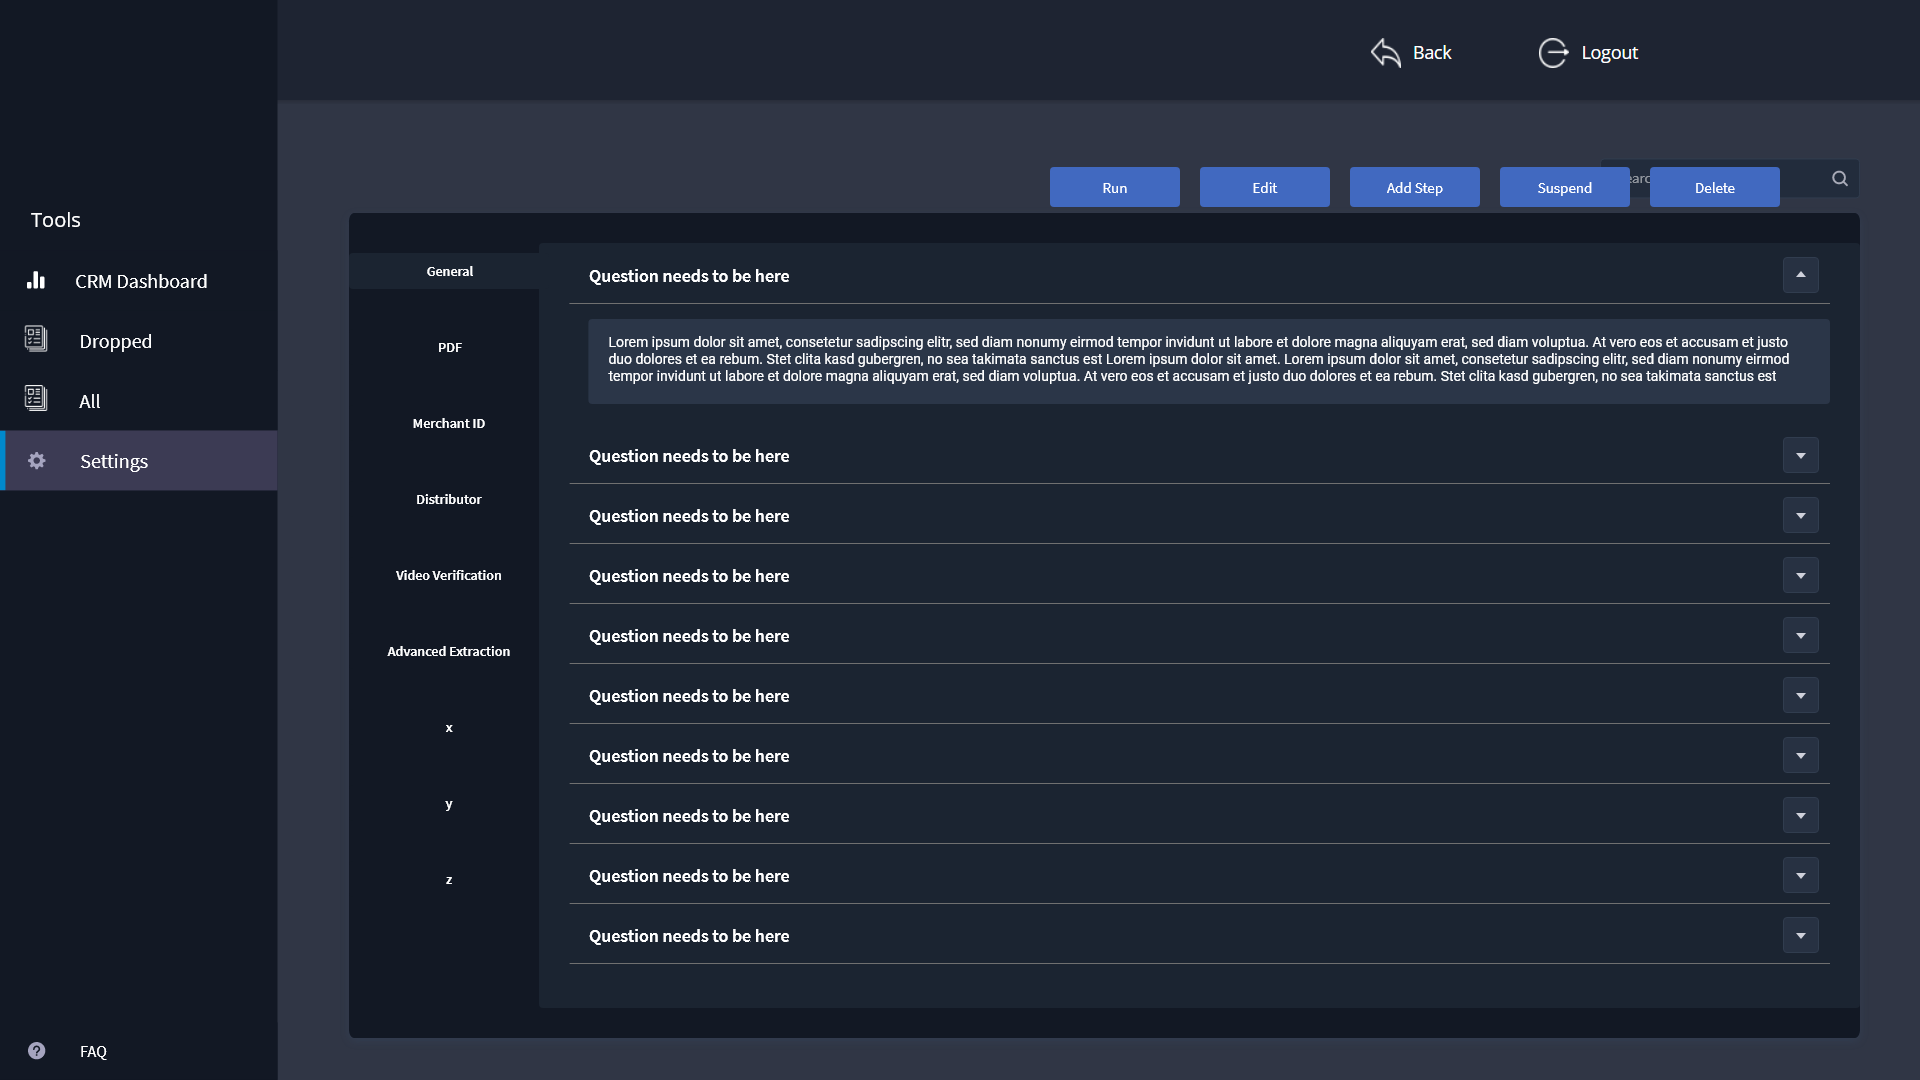 Back
Logout
Tools
CRM Dashboard
Dropped
All
Settings
FAQ
Run
Edit
Add Step
Suspend
Delete
General
PDF
Merchant ID
Distributor
Video Verification
Advanced Extraction
x
y
z
Question needs to be here
Lorem ipsum dolor sit amet, consetetur sadipscing elitr, sed diam nonumy eirmod tempor invidunt ut labore et dolore magna aliquyam erat, sed diam voluptua. At vero eos et accusam et justo
duo dolores et ea rebum. Stet clita kasd gubergren, no sea takimata sanctus est Lorem ipsum dolor sit amet. Lorem ipsum dolor sit amet, consetetur sadipscing elitr, sed diam nonumy eirmod
tempor invidunt ut labore et dolore magna aliquyam erat, sed diam voluptua. At vero eos et accusam et justo duo dolores et ea rebum. Stet clita kasd gubergren, no sea takimata sanctus est
Question needs to be here
Question needs to be here
Question needs to be here
Question needs to be here
Question needs to be here
Question needs to be here
Question needs to be here
Question needs to be here
Question needs to be here